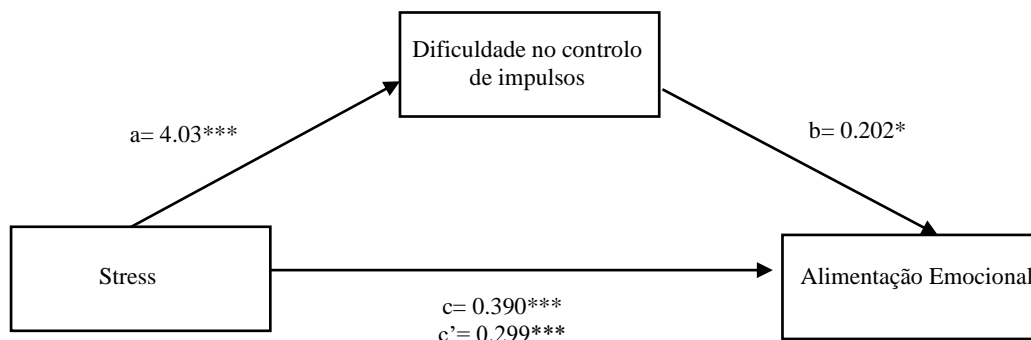 Dificuldade no controlo
de impulsos
a= 4.03***
b= 0.202*
Stress
Alimentação Emocional
c= 0.390***
c’= 0.299***